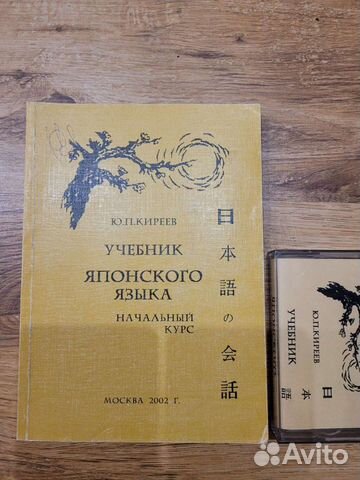 Ю.П.КИРЕЕВ
УЧЕБНИК
ЯПОНСКОГО
ЯЗЫКА
НАЧАЛЬНЫЙ
КУРС
日本語の会話
МОСКВА 2002 Г.
Ю.П.КИРЕЕВ
УЧЕБНИК
日本語
Avito